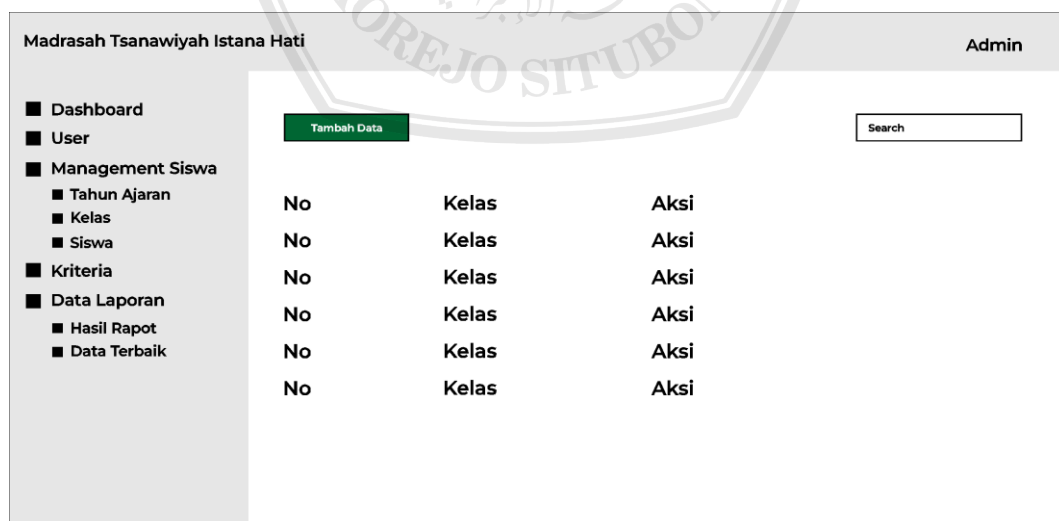 Madrasah Tsanawiyah Istana Hati
Admin
Dashboard
User
Management Siswa
Tahun Ajaran
Kelas
Siswa
Kriteria
Data Laporan
Hasil Rapot
Data Terbaik
Tambah Data
Search
No Kelas Aksi
No Kelas Aksi
No Kelas Aksi
No Kelas Aksi
No Kelas Aksi
No Kelas Aksi